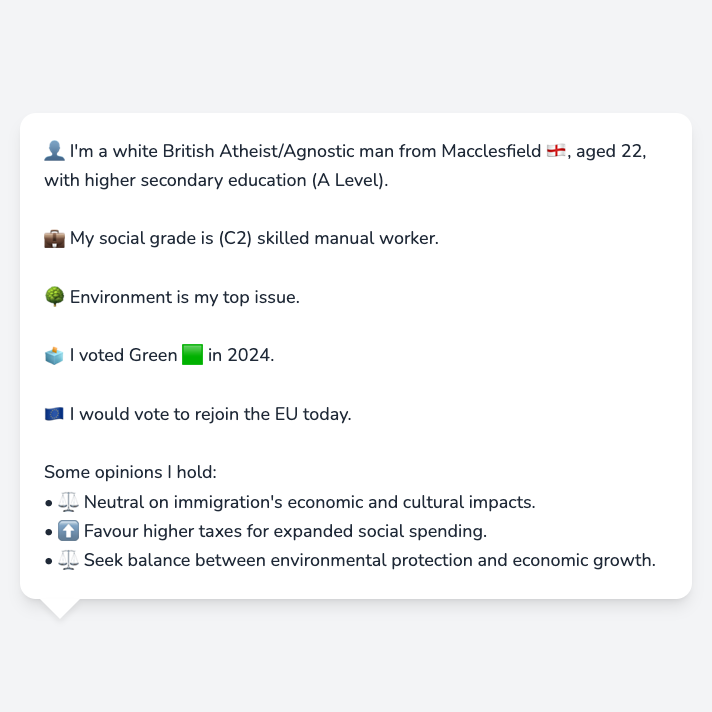 👤 I'm a white British Atheist/Agnostic man from Macclesfield 🏴󠁧󠁢󠁥󠁮󠁧󠁿, aged 22,
with higher secondary education (A Level).
💼 My social grade is (C2) skilled manual worker.
🌳 Environment is my top issue.
🗳️ I voted Green 🟩 in 2024.
🇪🇺 I would vote to rejoin the EU today.
Some opinions I hold:
• ⚖️ Neutral on immigration's economic and cultural impacts.
• ⬆️ Favour higher taxes for expanded social spending.
• ⚖️ Seek balance between environmental protection and economic growth.